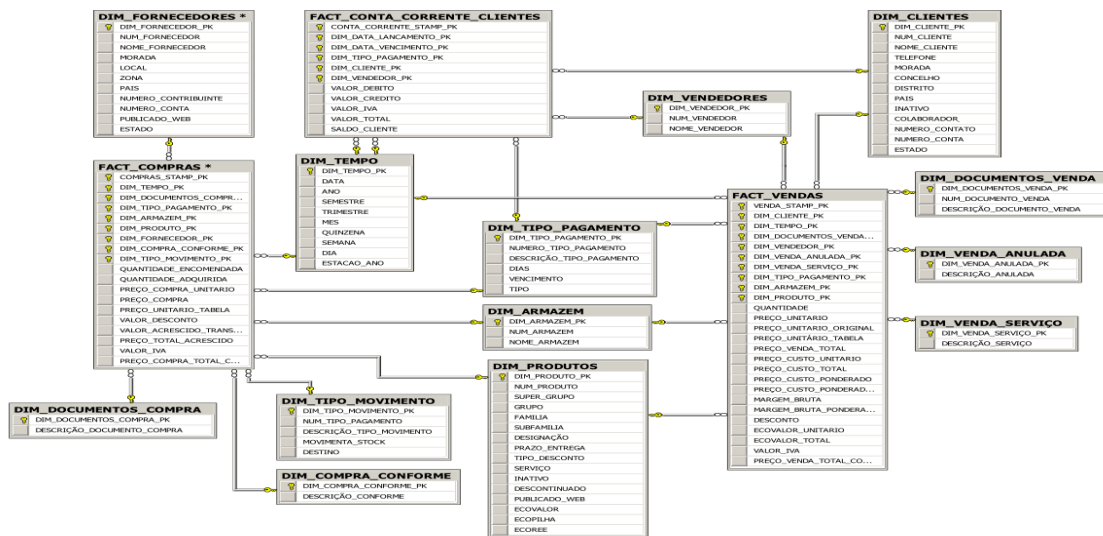 DIM_FORNECEDORES *
DIM_FORNECEDOR_PK
NUM_FORNECEDOR
NOME_FORNECEDOR
MORADA
LOCAL
ZONA
PAIS
NUMERO_CONTRIBUINTE
NUMERO_CONTA
PUBLICADO_WEB
ESTADO
FACT_CONTA_CORRENTE_CLIENTES
CONTA_CORRENTE_STAMP_PK
DIM_DATA_LANCAMENTO_PK
DIM_DATA_VENCIMENTO_PK
DIM_TIPO_PAGAMENTO_PK
DIM_CLIENTE_PK
DIM_VENDEDOR_PK
VALOR_DEBITO
VALOR_CREDITO
VALOR_IVA
VALOR_TOTAL
SALDO_CLIENTE
DIM_CLIENTES
DIM_CLIENTE_PK
NUM_CLIENTE
NOME_CLIENTE
TELEFONE
MORADA
CONCELHO
DISTRITO
PAIS
INATIVO
COLABORADOR
NUMERO_CONTATO
NUMERO_CONTA
ESTADO
DIM_VENDEDORES
DIM_VENDEDOR_PK
NUM_VENDEDOR
NOME_VENDEDOR
FACT_COMPRAS *
COMPRAS_STAMP_PK
DIM_TEMPO_PK
DIM_DOCUMENTOS_COMPR...
DIM_TIPO_PAGAMENTO_PK
DIM_ARMAZEM_PK
DIM_PRODUTO_PK
DIM_FORNECEDOR_PK
DIM_COMPRA_CONFORME_PK
DIM_TIPO_MOVIMENTO_PK
QUANTIDADE_ENCOMENDADA
QUANTIDADE_ADQUIRIDA
PREÇO_COMPRA_UNITARIO
PREÇO_COMPRA
PREÇO_UNITARIO_TABELA
VALOR_DESCONTO
VALOR_ACRESCIDO_TRANS...
PREÇO_TOTAL_ACRESCIDO
VALOR_IVA
PREÇO_COMPRA_TOTAL_C...
DIM_TEMPO
DIM_TEMPO_PK
DATA
ANO
SEMESTRE
TRIMESTRE
MES
QUINZENA
SEMANA
DIA
ESTACAO_ANO
DIM_TIPO_PAGAMENTO
DIM_TIPO_PAGAMENTO_PK
NUMERO_TIPO_PAGAMENTO
DESCRIÇÃO_TIPO_PAGAMENTO
DIAS
VENCIMENTO
TIPO
FACT_VENDAS
VENDA_STAMP_PK
DIM_CLIENTE_PK
DIM_TEMPO_PK
DIM_DOCUMENTOS_VENDA...
DIM_VENDEDOR_PK
DIM_VENDA_ANULADA_PK
DIM_VENDA_SERVIÇO_PK
DIM_TIPO_PAGAMENTO_PK
DIM_ARMAZEM_PK
DIM_PRODUTO_PK
QUANTIDADE
PREÇO_UNITARIO
PREÇO_UNITARIO_ORIGINAL
PREÇO_UNITÁRIO_TABELA
PREÇO_VENDA_TOTAL
PREÇO_CUSTO_UNITARIO
PREÇO_CUSTO_TOTAL
PREÇO_CUSTO_PONDERADO
PREÇO_CUSTO_PONDERAD...
MARGEM_BRUTA
MARGEM_BRUTA_PONDERA...
DESCONTO
ECOVALOR_UNITARIO
ECOVALOR_TOTAL
VALOR_IVA
PREÇO_VENDA_TOTAL_CO...
DIM_DOCUMENTOS_VENDA
DIM_DOCUMENTOS_VENDA_PK
NUM_DOCUMENTO_VENDA
DESCRIÇÃO_DOCUMENTO_VENDA
DIM_VENDA_ANULADA
DIM_VENDA_ANULADA_PK
DESCRIÇÃO_ANULADA
DIM_VENDA_SERVIÇO
DIM_VENDA_SERVIÇO_PK
DESCRIÇÃO_SERVIÇO
DIM_ARMAZEM
DIM_ARMAZEM_PK
NUM_ARMAZEM
NOME_ARMAZEM
DIM_PRODUTOS
DIM_PRODUTO_PK
NUM_PRODUTO
SUPER_GRUPO
GRUPO
FAMILIA
SUBFAMILIA
DESIGNAÇÃO
PRAZO_ENTREGA
TIPO_DESCONTO
SERVIÇO
INATIVO
DESCONTINUADO
PUBLICADO_WEB
ECOVALOR
ECOPILHA
ECOREE
DIM_DOCUMENTOS_COMPRA
DIM_DOCUMENTOS_COMPRA_PK
DESCRIÇÃO_DOCUMENTO_COMPRA
DIM_TIPO_MOVIMENTO
DIM_TIPO_MOVIMENTO_PK
NUM_TIPO_PAGAMENTO
DESCRIÇÃO_TIPO_MOVIMENTO
MOVIMENTA_STOCK
DESTINO
DIM_COMPRA_CONFORME
DIM_COMPRA_CONFORME_PK
DESCRIÇÃO_CONFORME